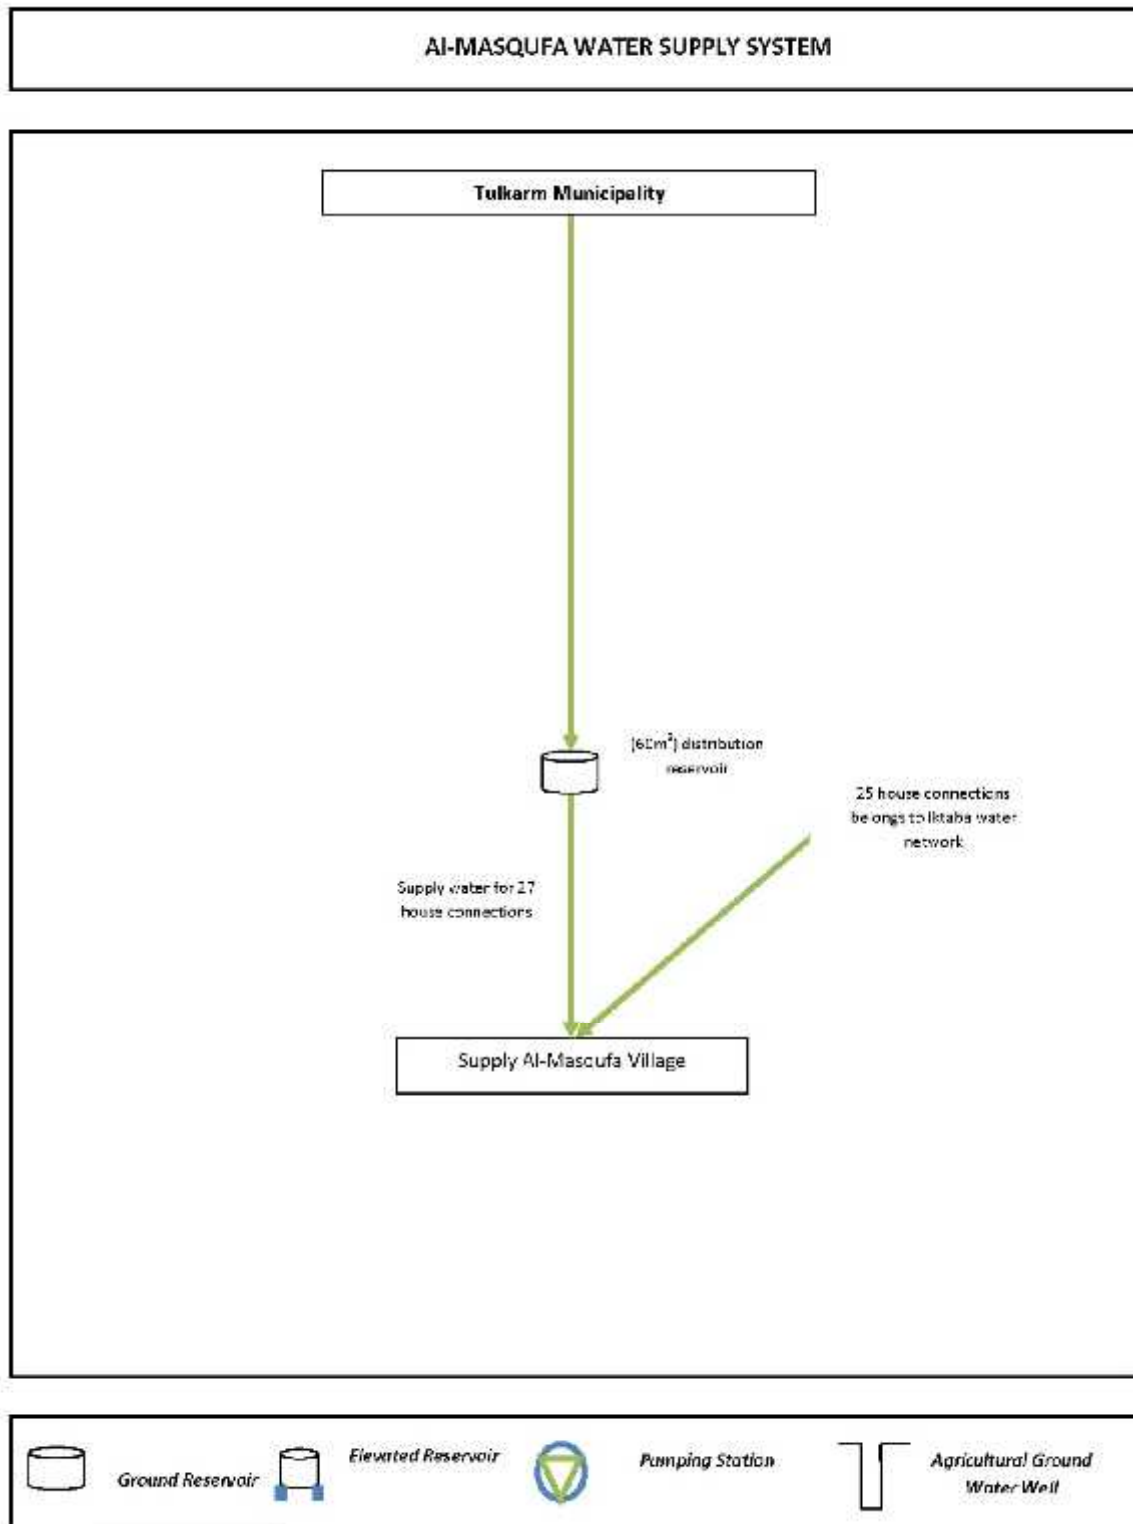 Al-MASQUFA WATER SUPPLY SYSTEM
Tulkarm Municipality
(60m³) distribution
reservoir
25 house connections
belongs to Iktaba water
network
Supply water for 27
house connections
Supply Al-Masqufa Village
Ground Reservoir
Elevated Reservoir
Pumping Station
Agricultural Ground
Water Well